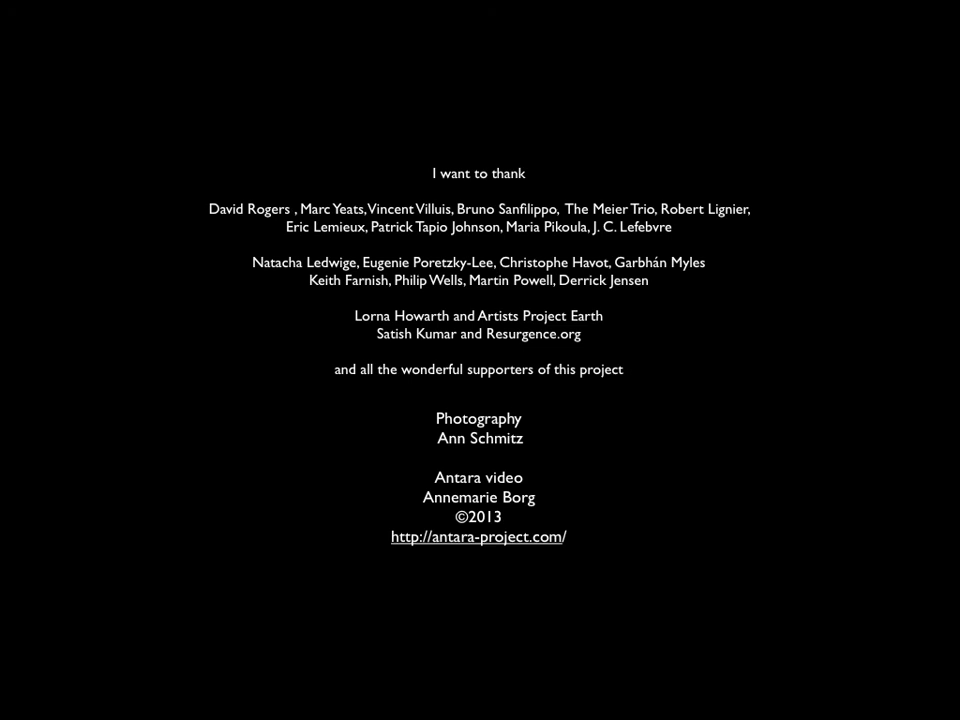 I want to thank
David Rogers , Marc Yeats, Vincent Villuis, Bruno Sanfilippo, The Meier Trio, Robert Lignier,
Eric Lemieux, Patrick Tapio Johnson, Maria Pikoula, J. C. Lefebvre
Natacha Ledwige, Eugenie Poretzky-Lee, Christophe Havot, Garbhán Myles
Keith Farnish, Philip Wells, Martin Powell, Derrick Jensen
Lorna Howarth and Artists Project Earth
Satish Kumar and Resurgence.org
and all the wonderful supporters of this project
Photography
Ann Schmitz
Antara video
Annemarie Borg
©2013
http://antara-project.com/